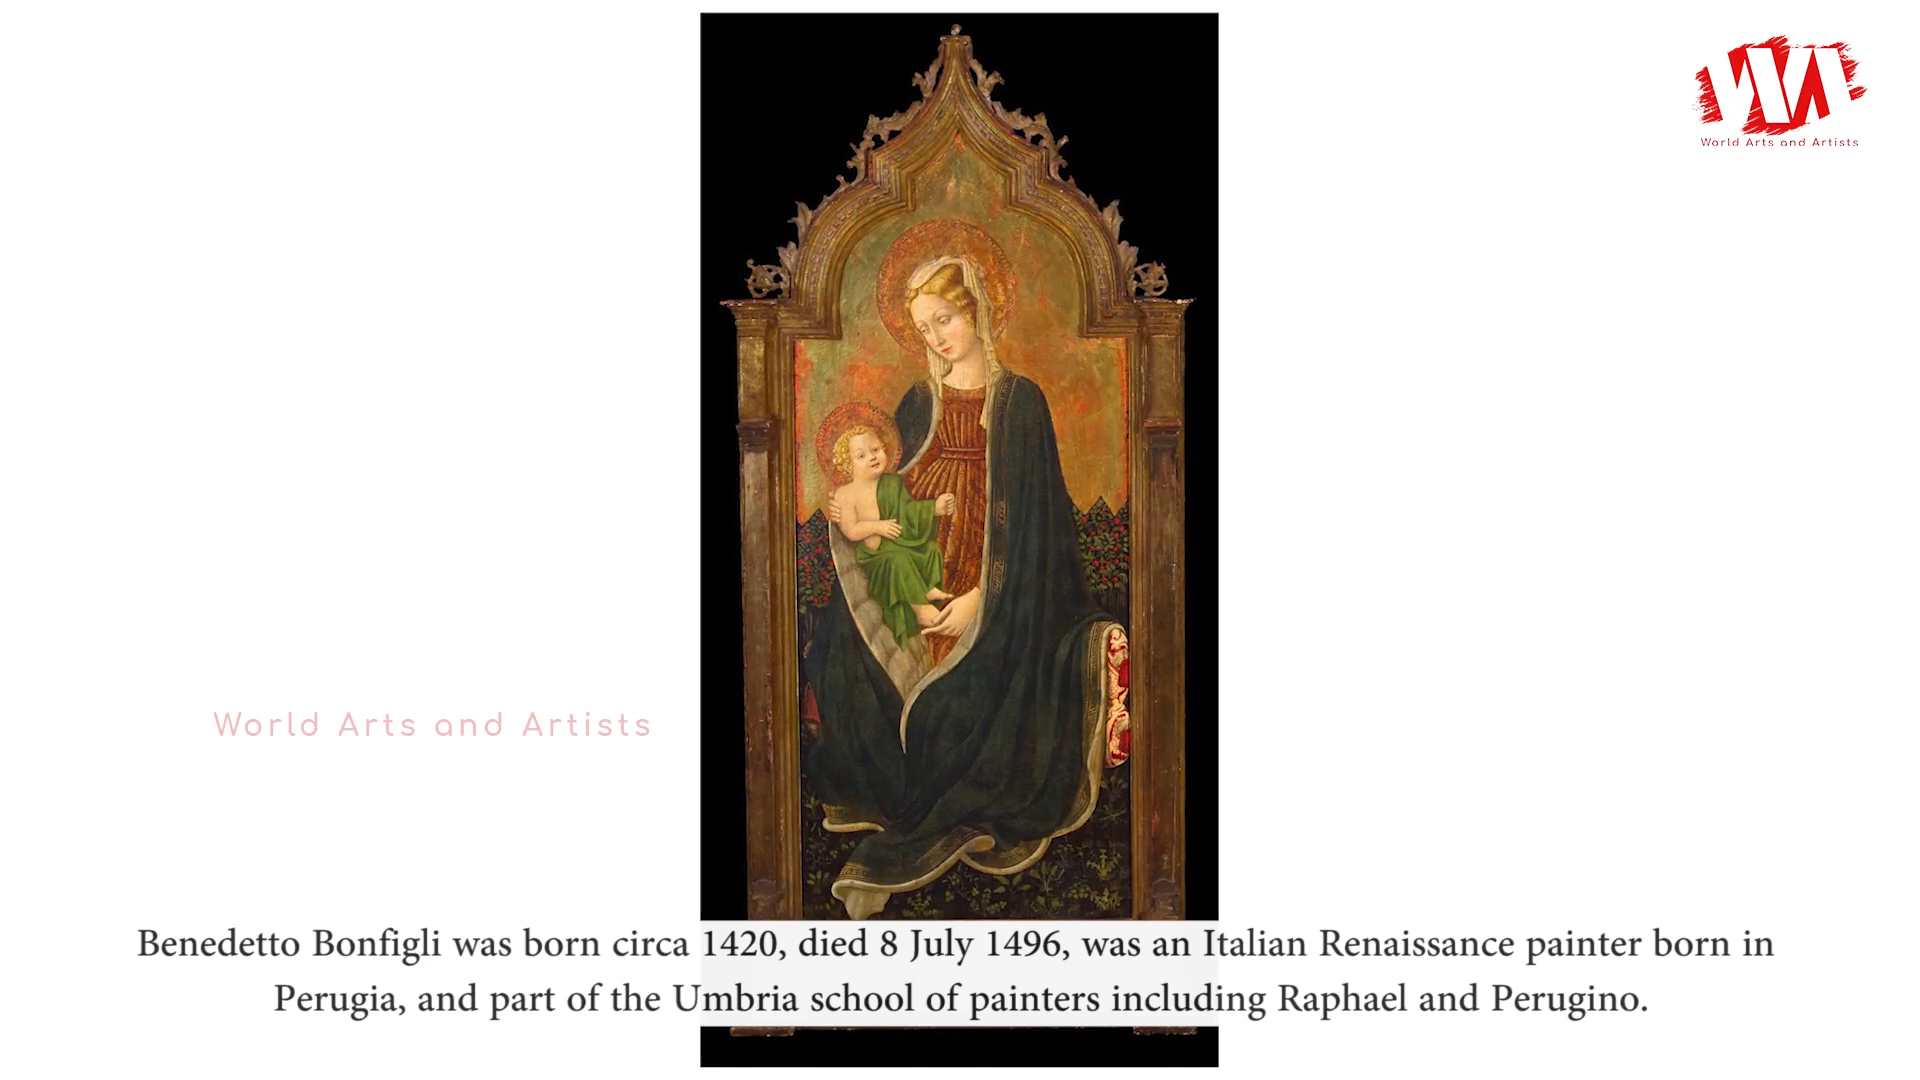 World Arts and Artists
World Arts and Artists
Benedetto Bonfigli was born circa 1420, died 8 July 1496, was an Italian Renaissance painter born in
Perugia, and part of the Umbria school of painters including Raphael and Perugino.